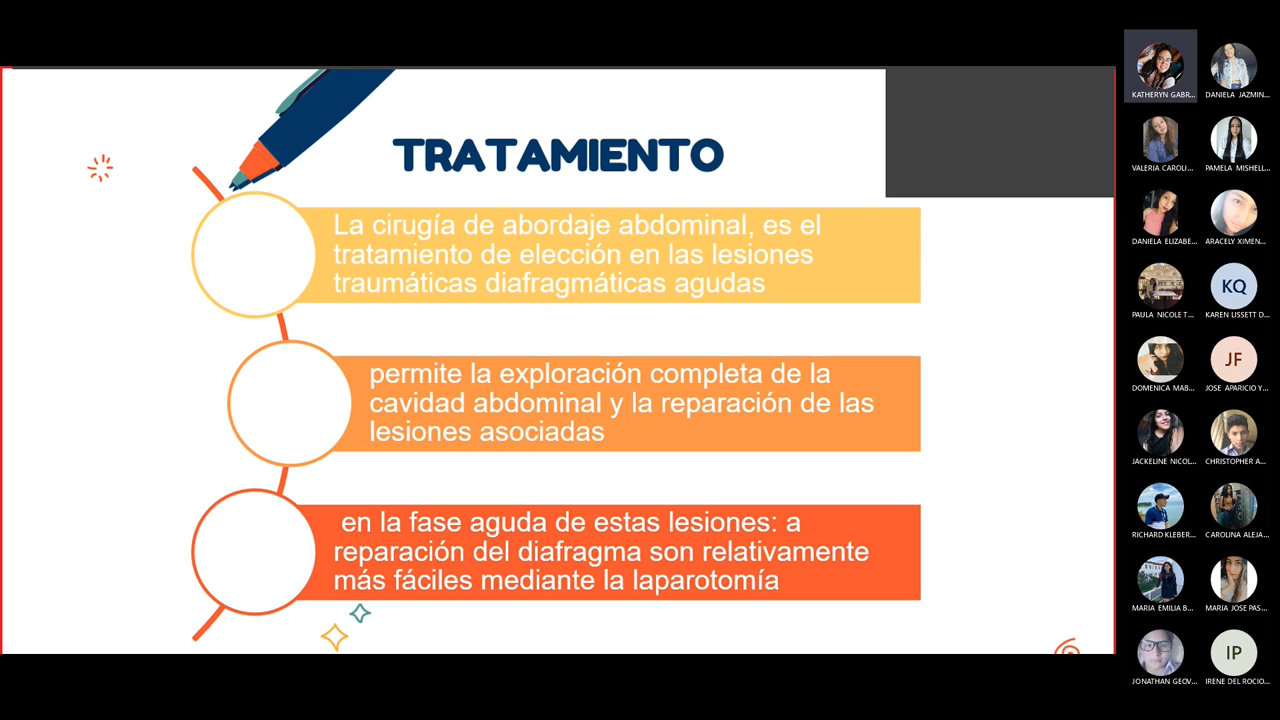 TRATAMIENTO
La cirugía de abordaje abdominal, es el
tratamiento de elección en las lesiones
traumáticas diafragmáticas agudas
permite la exploración completa de la
cavidad abdominal y la reparación de las
lesiones asociadas
en la fase aguda de estas lesiones: a
reparación del diafragma son relativamente
más fáciles mediante la laparotomía
KATHERYN GABR...
DANIELA JAZMIN...
VALERIA CAROLI...
PAMELA MISHELL...
DANIELA ELIZABE...
ARACELY XIMEN...
KQ
PAULA NICOLE T...
KAREN LISSETT D...
JF
DOMENICA MAB...
JOSE APARICIO Y...
JACKELINE NICOL...
CHRISTOPHER A...
RICHARD KLEBER...
CAROLINA ALEJA...
MARIA EMILIA B...
MARIA JOSE PAS...
IP
JONATHAN GEOV...
IRENE DEL ROCIO...